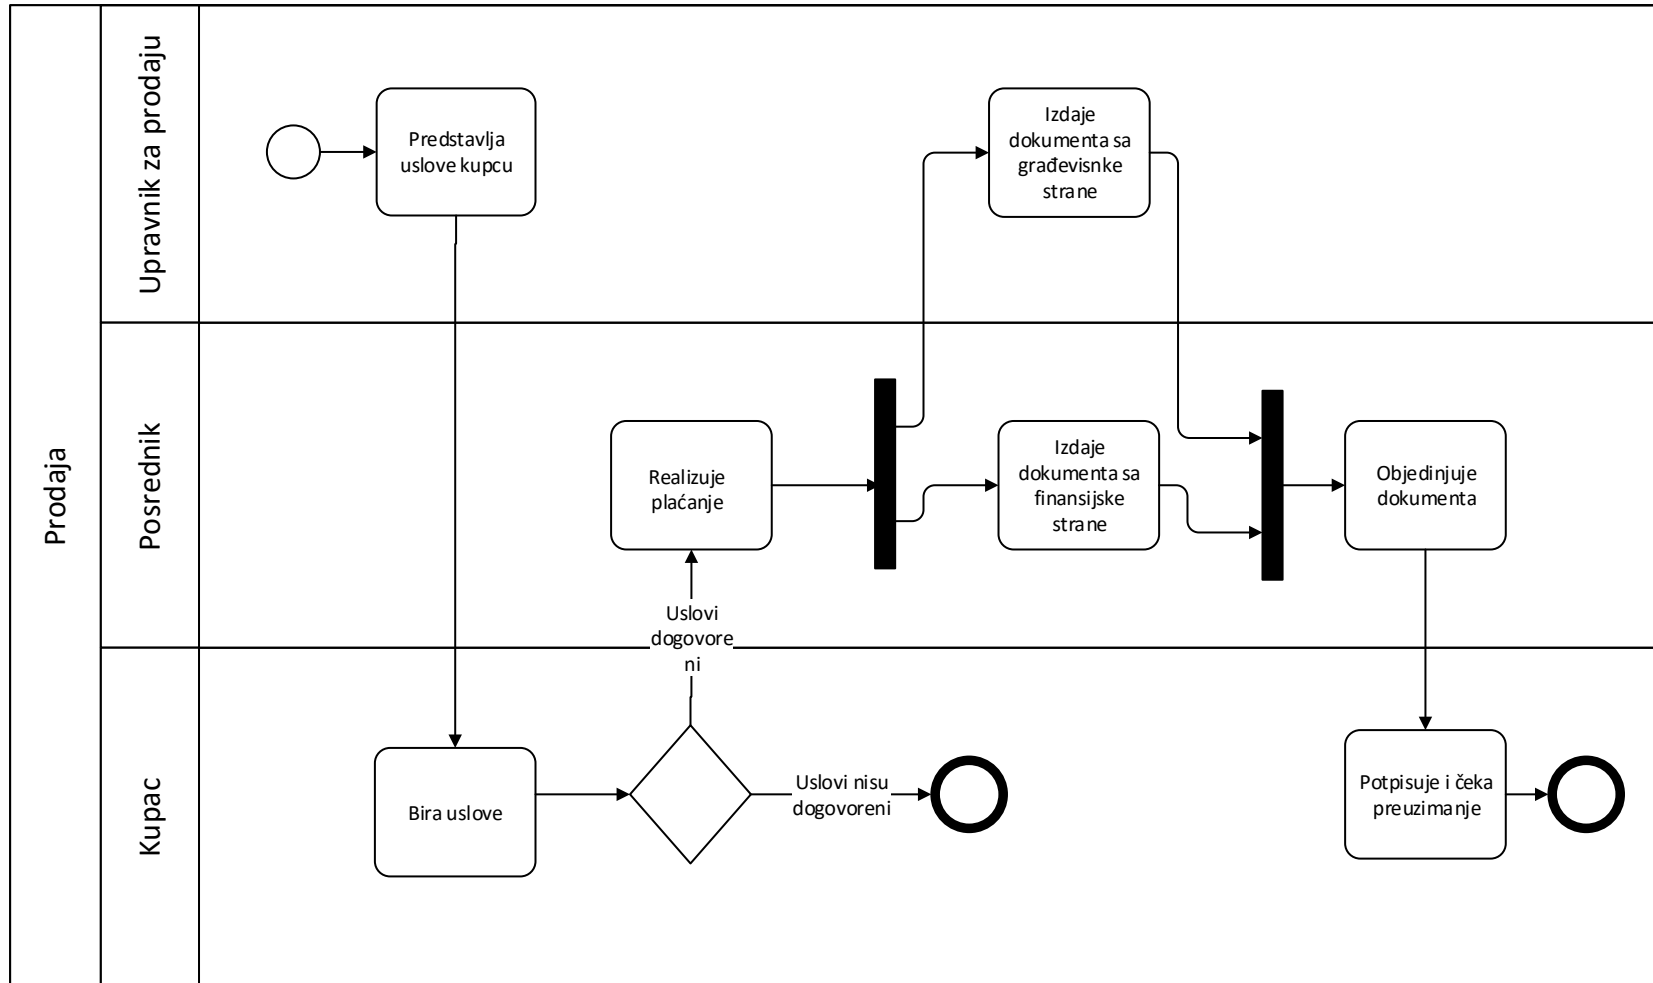 Prodaja
Upravnik za prodaju
Predstavlja
uslove kupcu
Izdaje
dokumenta sa
građevisnke
strane
Posrednik
Realizuje
plaćanje
Izdaje
dokumenta sa
finansijske
strane
Objedinjuje
dokumenta
Uslovi
dogovore
ni
Kupac
Bira uslove
Uslovi nisu
dogovoreni
Potpisuje i čeka
preuzimanje